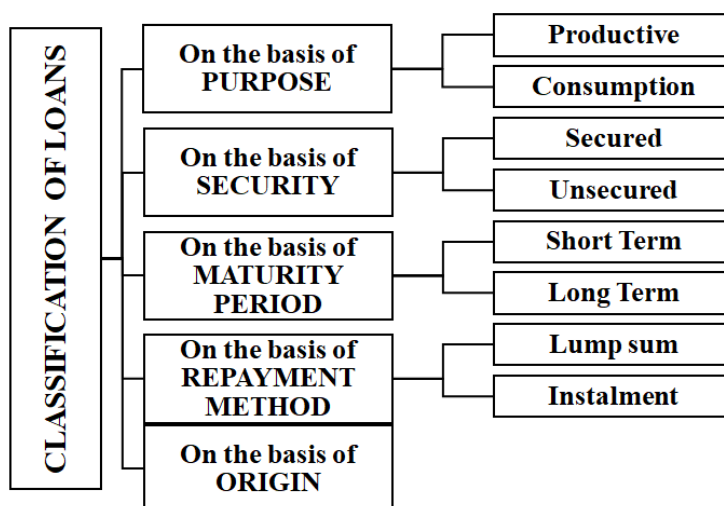 CLASSIFICATION OF LOANS
On the basis of
PURPOSE
Productive
Consumption
On the basis of
SECURITY
Secured
Unsecured
On the basis of
MATURITY
PERIOD
Short Term
Long Term
On the basis of
REPAYMENT
METHOD
Lump sum
Instalment
On the basis of
ORIGIN